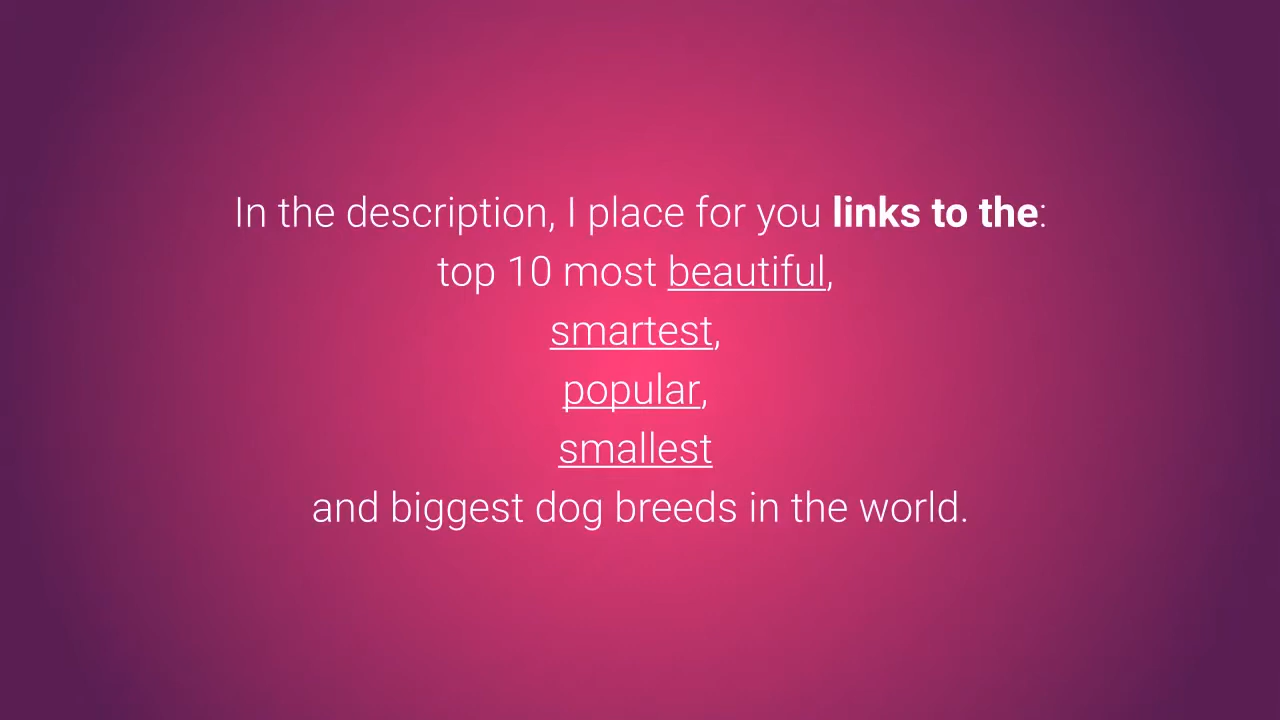 In the description, I place for you links to the:
top 10 most beautiful,
smartest,
popular,
smallest
and biggest dog breeds in the world.